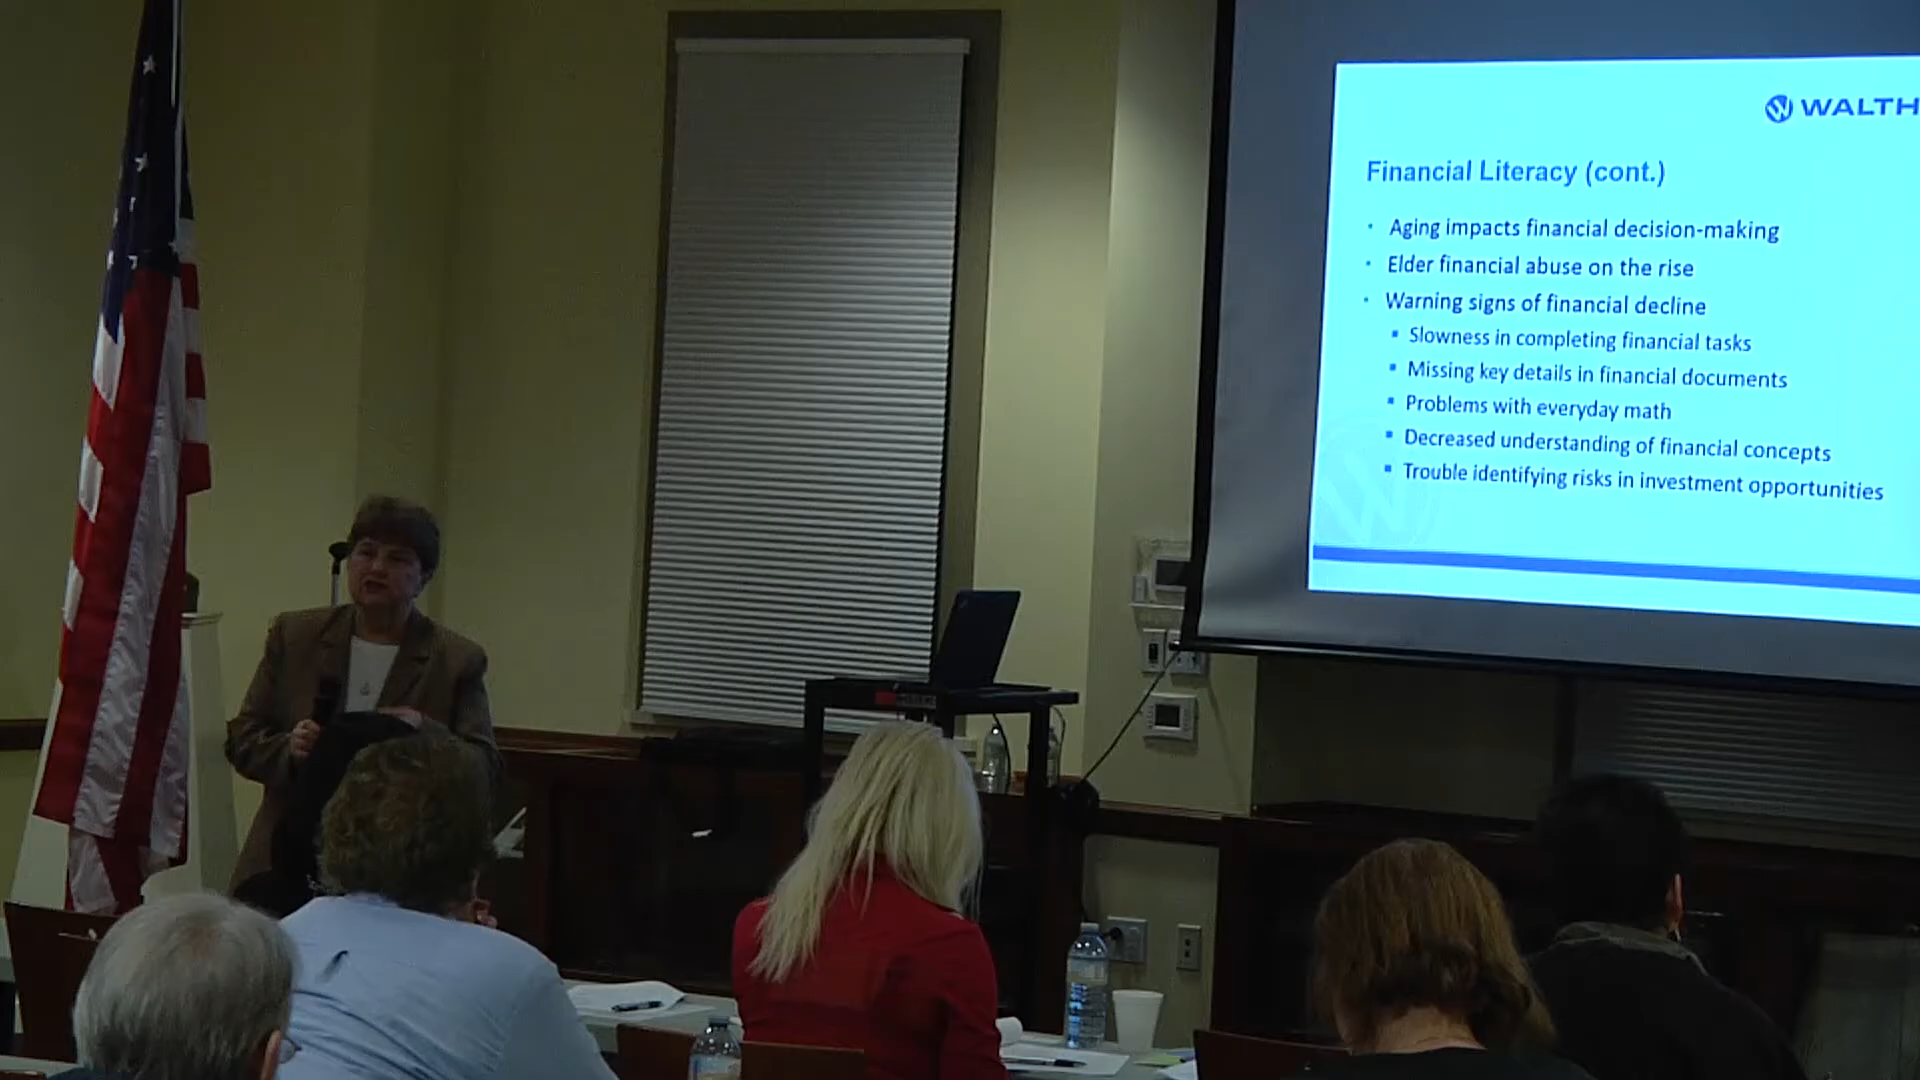 WALTH
Financial Literacy (cont.)
• Aging impacts financial decision-making
• Elder financial abuse on the rise
• Warning signs of financial decline
▪ Slowness in completing financial tasks
▪ Missing key details in financial documents
▪ Problems with everyday math
▪ Decreased understanding of financial concepts
▪ Trouble identifying risks in investment opportunities